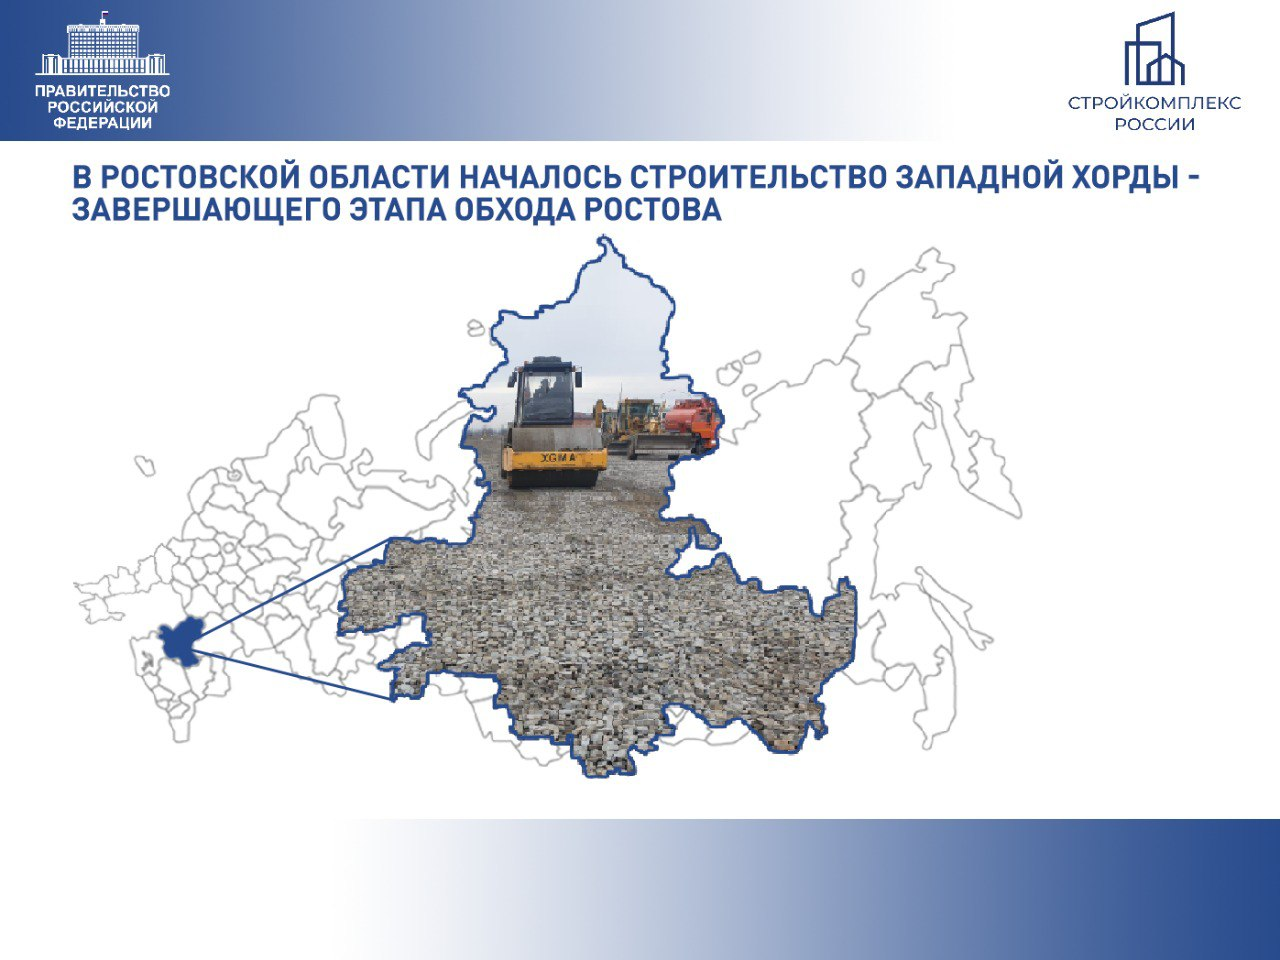 ПРАВИТЕЛЬСТВО
РОССИЙСКОЙ
ФЕДЕРАЦИИ
СТРОЙКОМПЛЕКС
РОССИИ
В РОСТОВСКОЙ ОБЛАСТИ НАЧАЛОСЬ СТРОИТЕЛЬСТВО ЗАПАДНОЙ ХОРДЫ -
ЗАВЕРШАЮЩЕГО ЭТАПА ОБХОДА РОСТОВА
XGMA